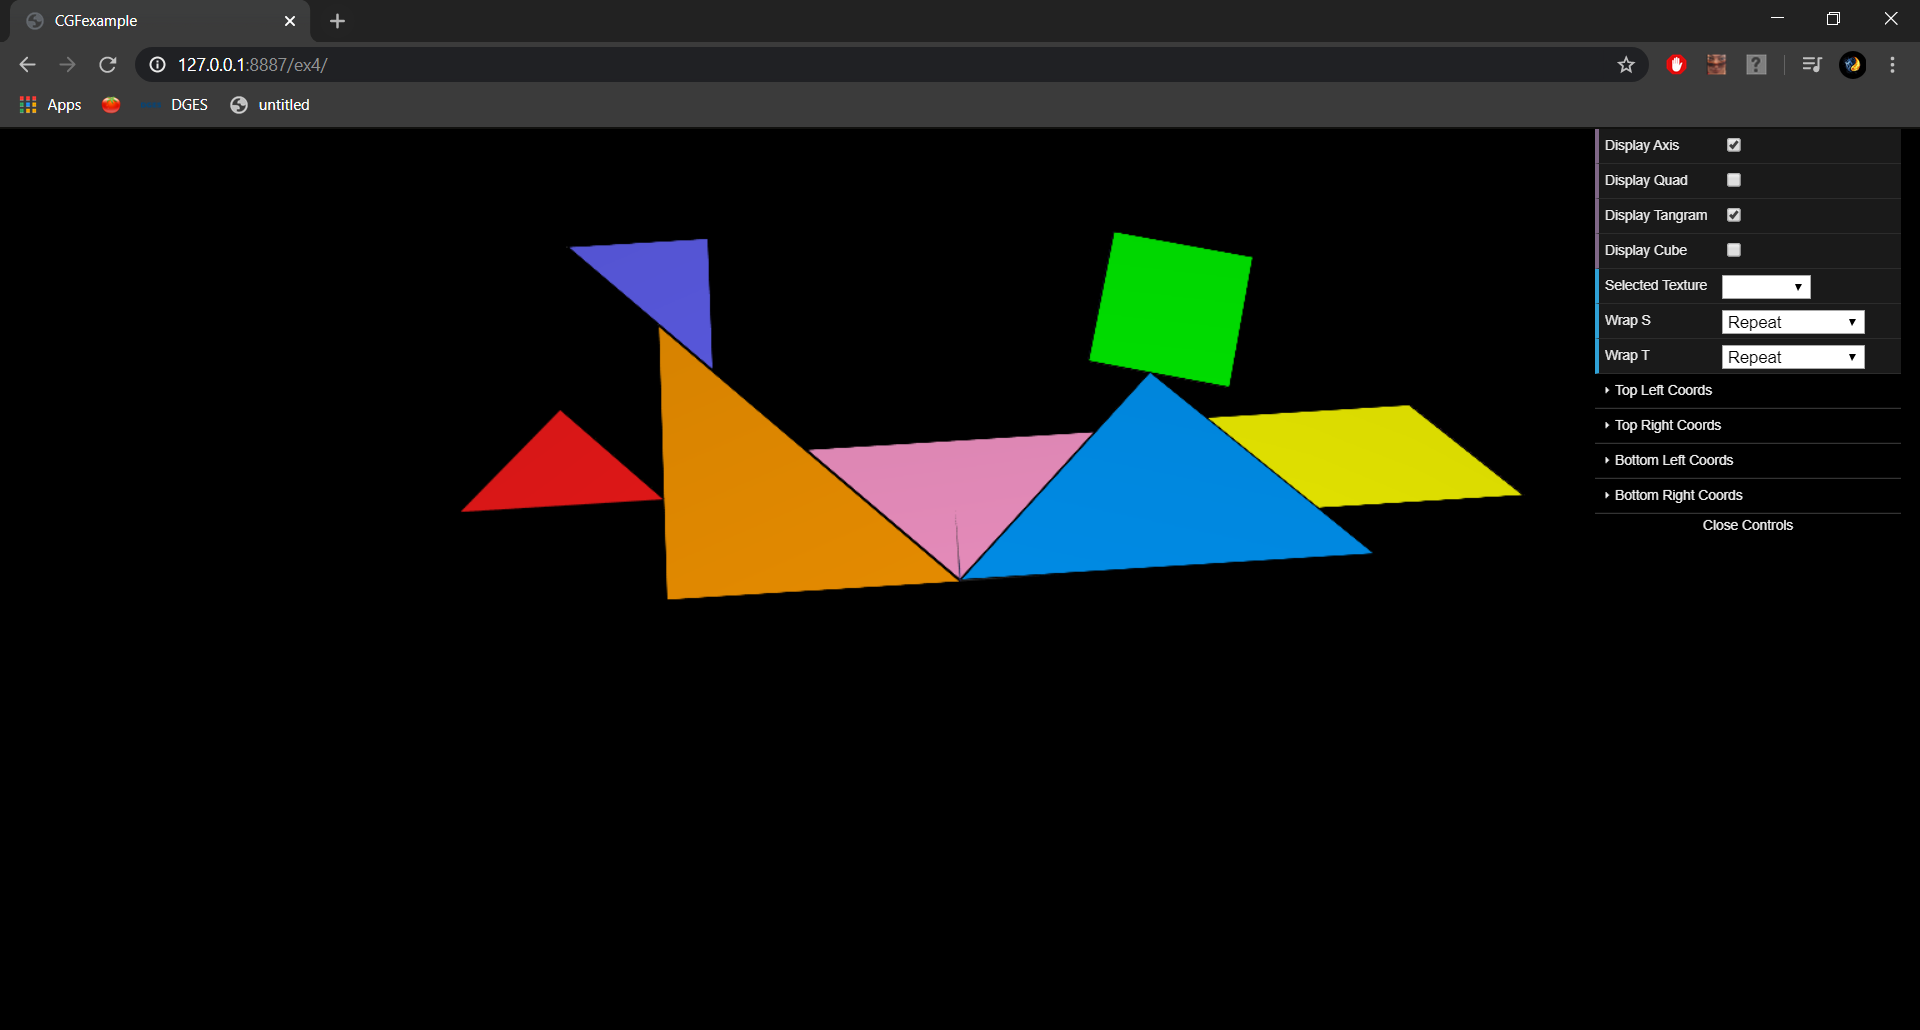 CGFexample
127.0.0.1:8887/ex4/
Apps
DGES
untitled
Display Axis
Display Quad
Display Tangram
Display Cube
Selected Texture
Wrap S Repeat
Wrap T Repeat
Top Left Coords
Top Right Coords
Bottom Left Coords
Bottom Right Coords
Close Controls